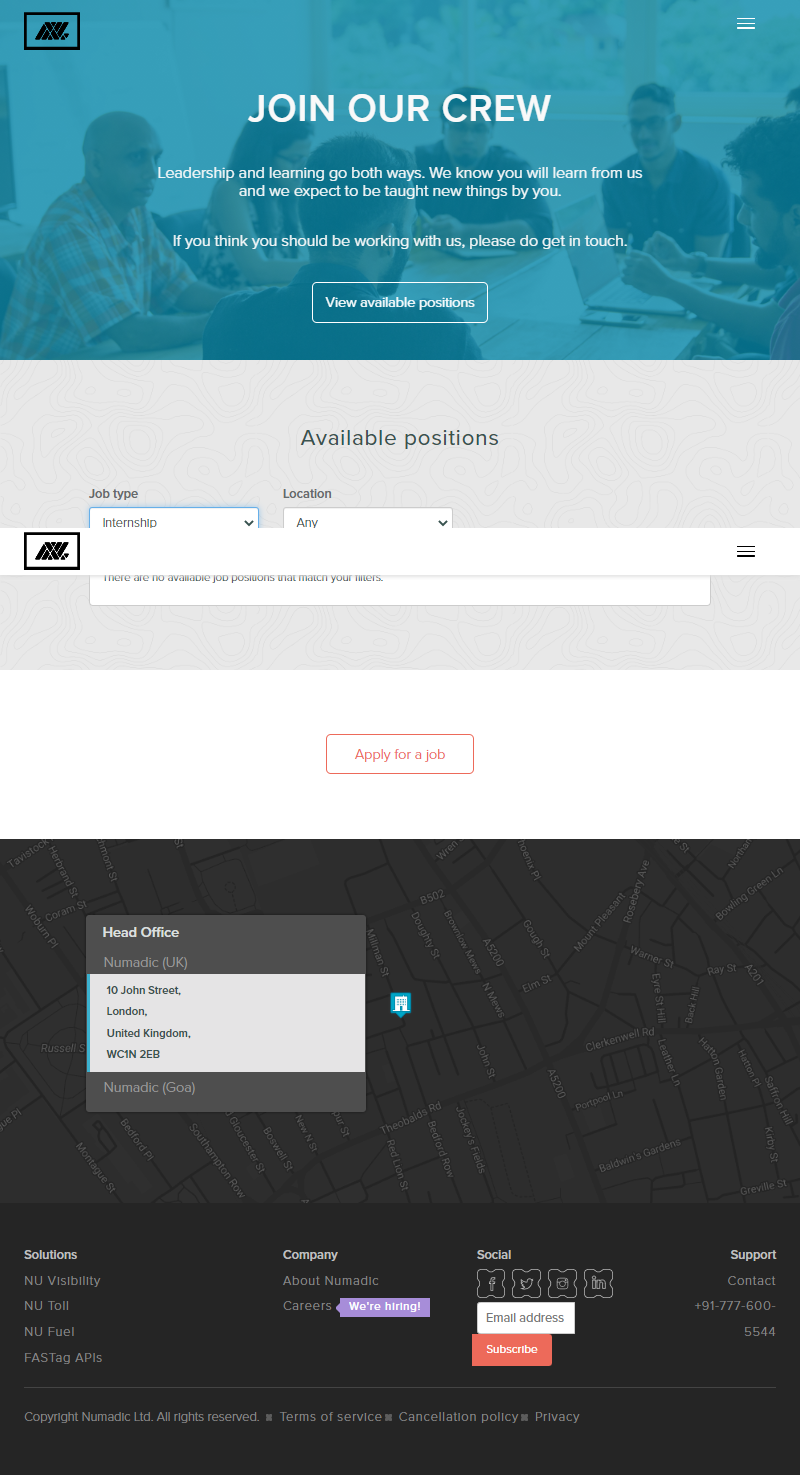 JOIN OUR CREW
Leadership and learning go both ways. We know you will learn from us
and we expect to be taught new things by you.
If you think you should be working with us, please do get in touch.
View available positions
Available positions
Job type
Location
Internship
Any
There are no available job positions that match your filters.
Apply for a job
Tavistock
Herbrand St
Coram St
Woburn Pl
Russell S
Millman St
B502
Doughty St
Brownlow Mews
A5200
N Mews
Gough St
Elm St
Mount Pleasant
Rosebery Ave
Warner St
Eyre St Hill
Back Hill
Ray St
A201
Bowling Green Ln
Clerkenwell Rd
Leather Ln
Hatton Garden
Hatton Pl
Saffron Hill
Kirby St
Greville St
Baldwin's Gardens
Portpool Ln
A5200
John St
Jockey's Fields
Theobalds Rd
Bedford Row
Red Lion St
New N St
Boswell St
Gloucester St
Southampton Row
Bedford Pl
Montague St
Head Office
Numadic (UK)
10 John Street,
London,
United Kingdom,
WC1N 2EB
Numadic (Goa)
Solutions
NU Visibility
NU Toll
NU Fuel
FASTag APIs
Company
About Numadic
Careers We're hiring!
Social
Email address
Subscribe
Support
Contact
+91-777-600-
5544
Copyright Numadic Ltd. All rights reserved. Terms of service Cancellation policy Privacy